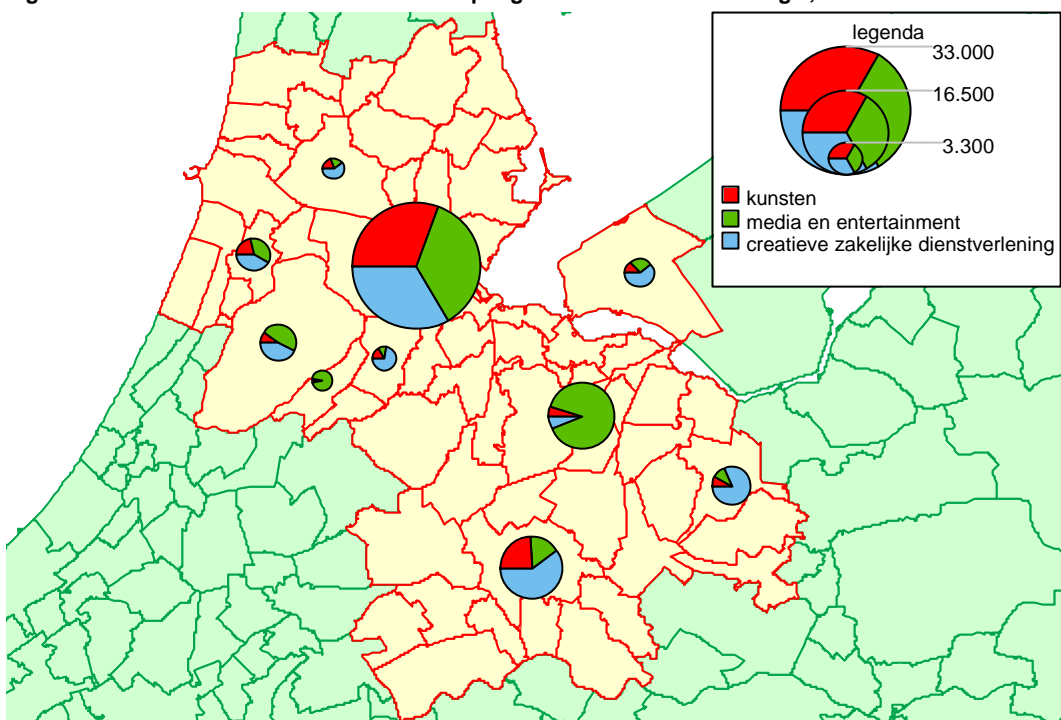 legenda
33.000
16.500
3.300
kunsten
media en entertainment
creatieve zakelijke dienstverlening